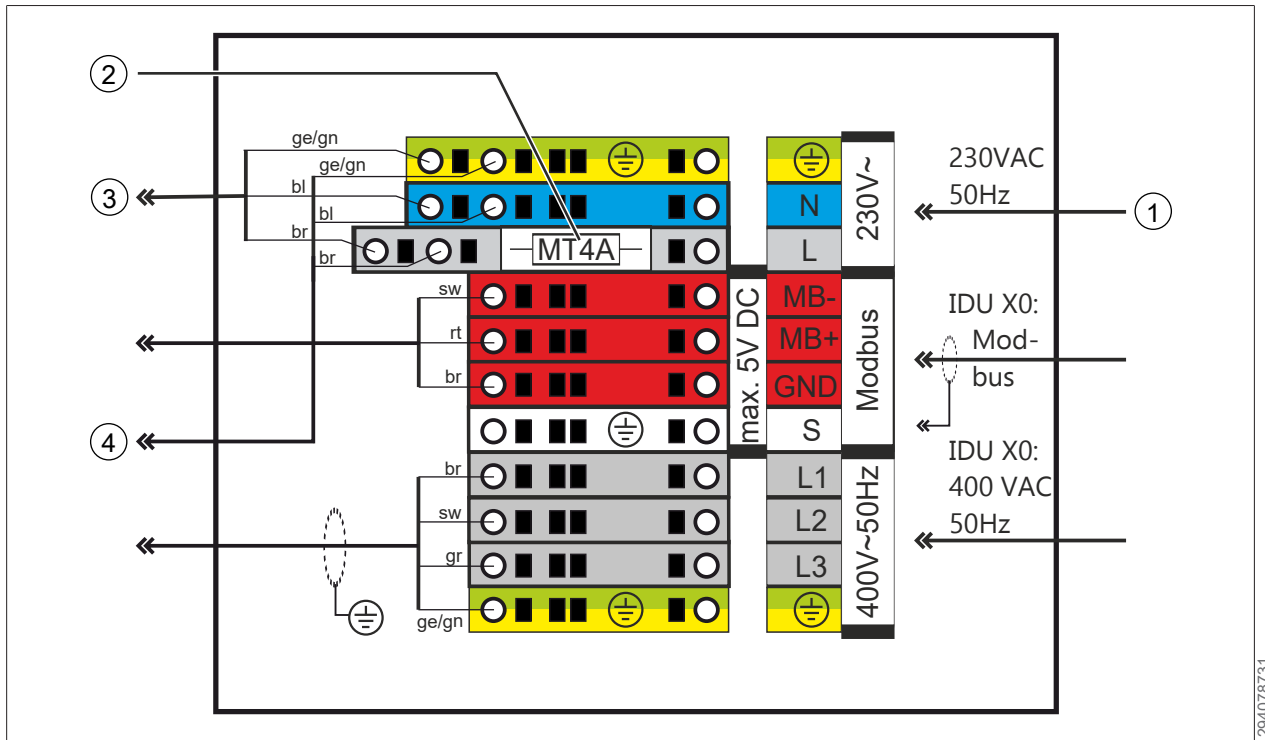 2
ge/gn
ge/gn
3
bl
bl
br
br
MT4A
N
L
230V~
230VAC
50Hz
1
sw
rt
br
max. 5V DC
MB-
MB+
GND
S
Modbus
IDU X0:
Mod-
bus
4
br
sw
gr
ge/gn
L1
L2
L3
400V~50Hz
IDU X0:
400 VAC
50Hz
294078731